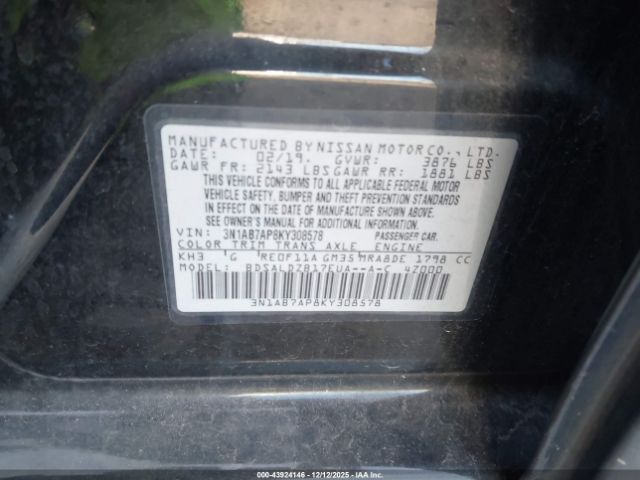 MANUFACTURED BY NISSAN MOTOR CO., LTD.
DATE: 02/19. GVWR: 3876 LBS
GAWR FR: 2143 LBS GAWR RR: 1881 LBS
THIS VEHICLE CONFORMS TO ALL APPLICABLE FEDERAL MOTOR
VEHICLE SAFETY, BUMPER AND THEFT PREVENTION STANDARDS
IN EFFECT ON THE DATE OF MANUFACTURE SHOWN ABOVE.
SEE OWNER'S MANUAL FOR ADDITIONAL INFORMATION.
VIN: 3N1AB7AP8KY308578 PASSENGER CAR
COLOR TRIM TRANS AXLE ENGINE
KH3 G RE0F11A GM35 MRA8DE 1798 CC
MODEL: BDSALDZB17EUA--A-C 42000
3N1AB7AP8KY308578
000-43924146 - 12/12/2025 - IAAI.COM